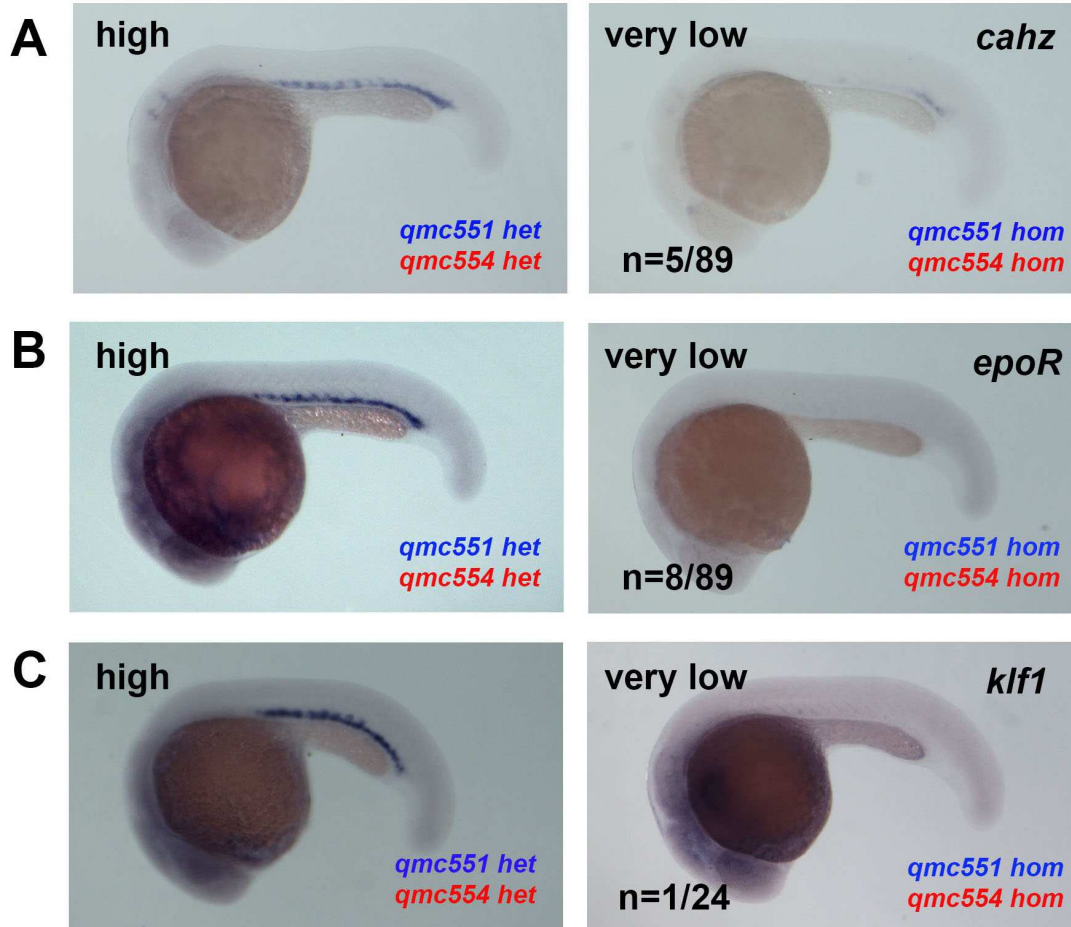 A
high
very low
cahz
qmc551 het
qmc554 het
n=5/89
qmc551 hom
qmc554 hom
B
high
very low
epoR
qmc551 het
qmc554 het
n=8/89
qmc551 hom
qmc554 hom
C
high
very low
klf1
qmc551 het
qmc554 het
n=1/24
qmc551 hom
qmc554 hom